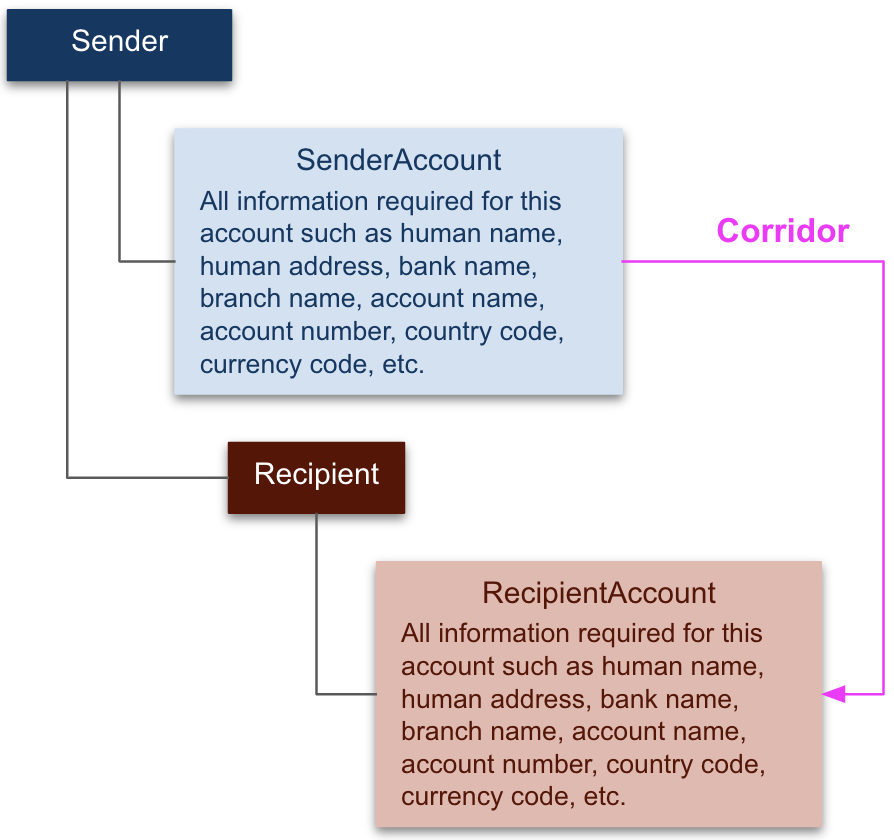 Sender
SenderAccount
All information required for this
account such as human name,
human address, bank name,
branch name, account name,
account number, country code,
currency code, etc.
Corridor
Recipient
RecipientAccount
All information required for this
account such as human name,
human address, bank name,
branch name, account name,
account number, country code,
currency code, etc.